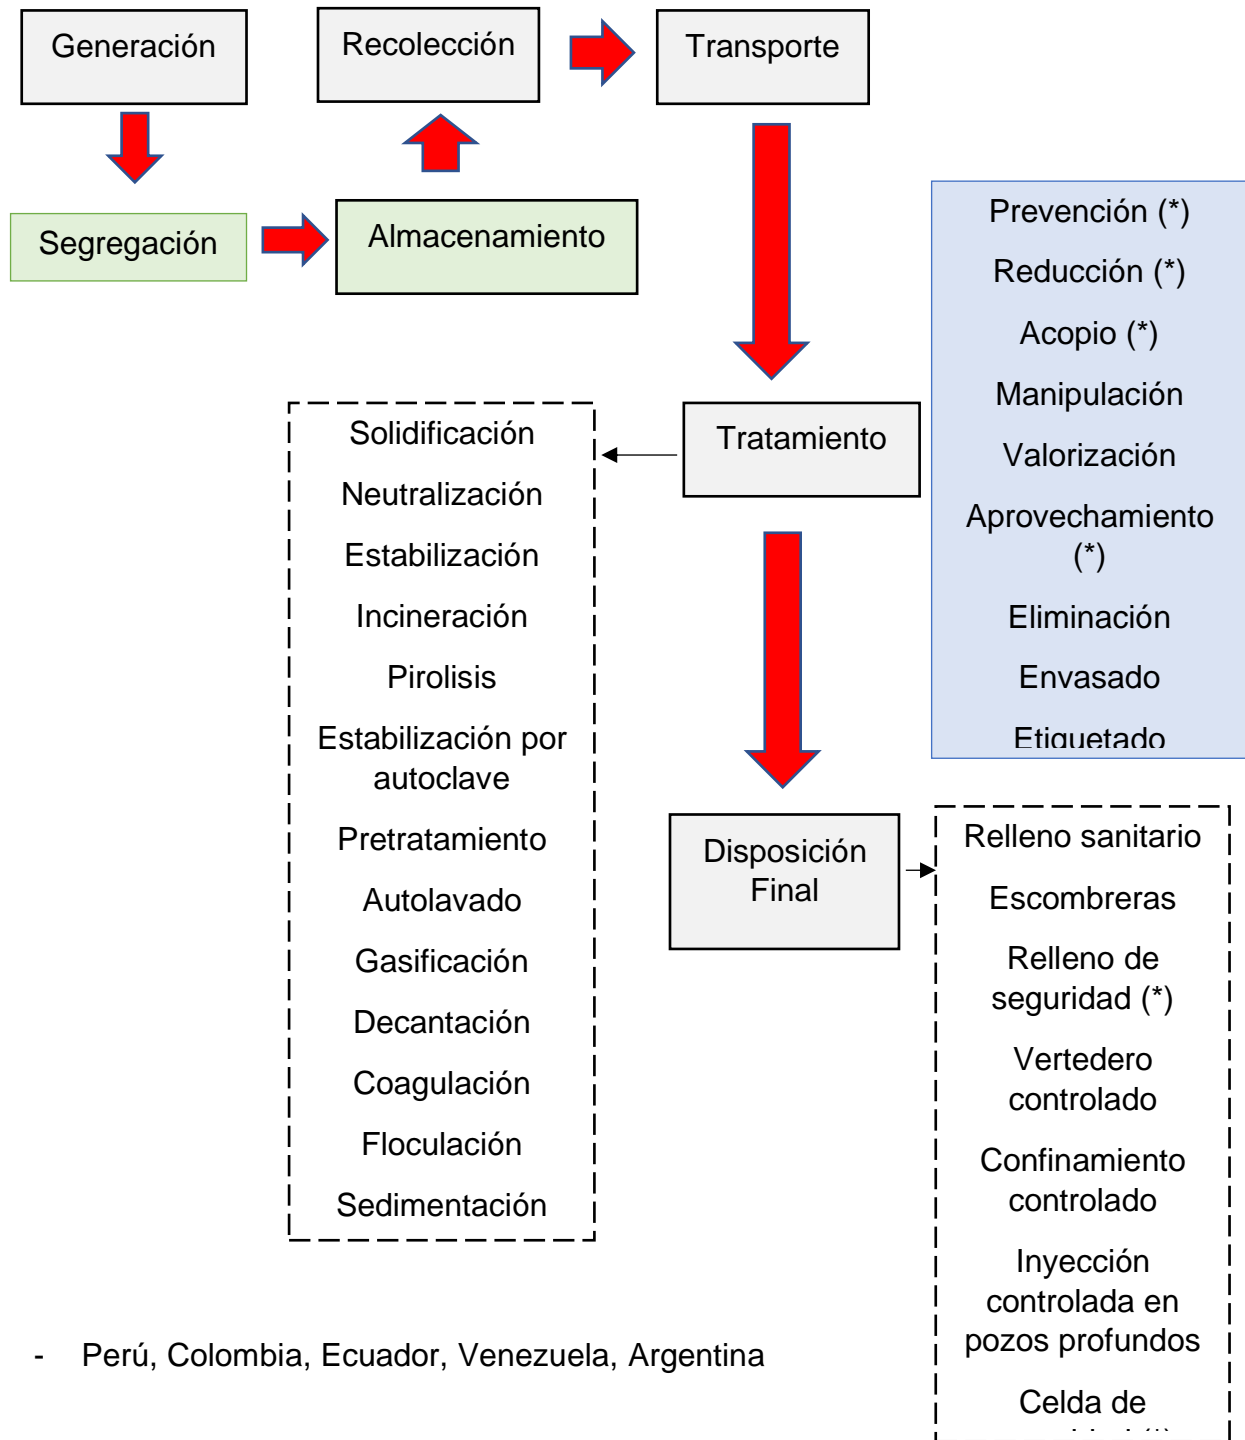 Generación
Recolección
Transporte
Segregación
Almacenamiento
Prevención (*)
Reducción (*)
Acopio (*)
Manipulación
Valorización
Aprovechamiento
(*)
Eliminación
Envasado
Etiquetado
Tratamiento
Solidificación
Neutralización
Estabilización
Incineración
Pirolisis
Estabilización por
autoclave
Pretratamiento
Autolavado
Gasificación
Decantación
Coagulación
Floculación
Sedimentación
Disposición
Final
Relleno sanitario
Escombreras
Relleno de
seguridad (*)
Vertedero
controlado
Confinamiento
controlado
Inyección
controlada en
pozos profundos
Celda de
- Perú, Colombia, Ecuador, Venezuela, Argentina